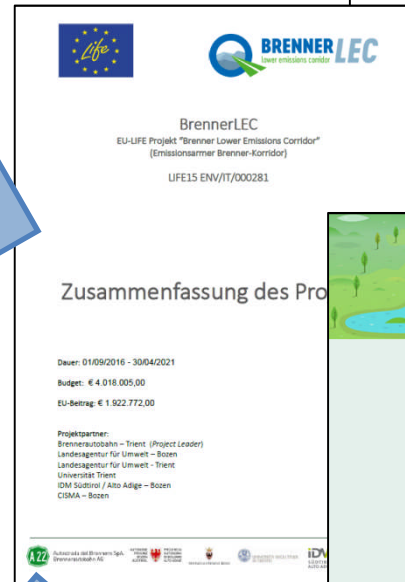 Life
BRENNER LEC
lower emissions corridor
BrennerLEC
EU-LIFE Projekt "Brenner Lower Emissions Corridor"
(Emissionsarmer Brenner-Korridor)
LIFE15 ENV/IT/000281
Zusammenfassung des Pro
Dauer: 01/09/2016 - 30/04/2021
Budget: € 4.018.005,00
EU-Beitrag: € 1.922.772,00
Projektpartner:
Brennerautobahn – Trient (Project Leader)
Landesagentur für Umwelt – Bozen
Landesagentur für Umwelt - Trient
Universität Trient
IDM Südtirol / Alto Adige – Bozen
CISMA – Bozen
A22 Autostrada del Brennero SpA
Brennerautobahn AG